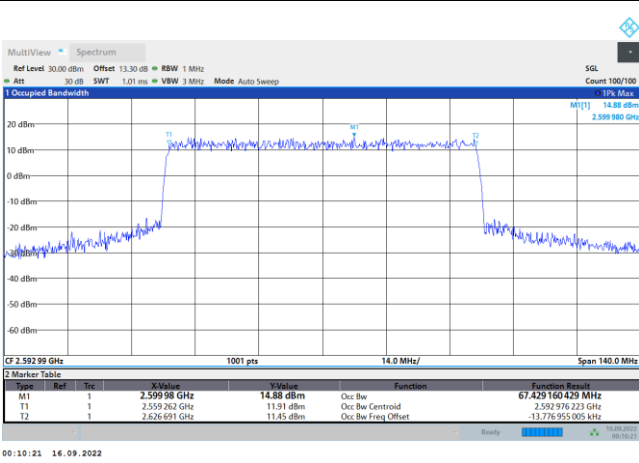 MultiView Spectrum
Ref Level 30.00 dBm Offset 13.30 dB RBW 1 MHz SGL
Att 30 dB SWT 1.01 ms VBW 3 MHz Mode Auto Sweep Count 100/100
1 Occupied Bandwidth 1Pk Max
M1[1] 14.88 dBm
2.599 980 GHz
20 dBm
T1 M1 T2
10 dBm
0 dBm
-10 dBm
-20 dBm
-30 dBm
-40 dBm
-50 dBm
-60 dBm
CF 2.592 99 GHz 1001 pts 14.0 MHz/ Span 140.0 MHz
2 Marker Table
Type Ref Trc X-Value Y-Value Function Function Result
M1 1 2.599 98 GHz 14.88 dBm Occ Bw 67.429 160 429 MHz
T1 1 2.559 262 GHz 11.91 dBm Occ Bw Centroid 2.592 976 223 GHz
T2 1 2.626 691 GHz 11.45 dBm Occ Bw Freq Offset -13.776 955 005 kHz
Ready 16.09.2022
00:10:21
00:10:21 16.09.2022